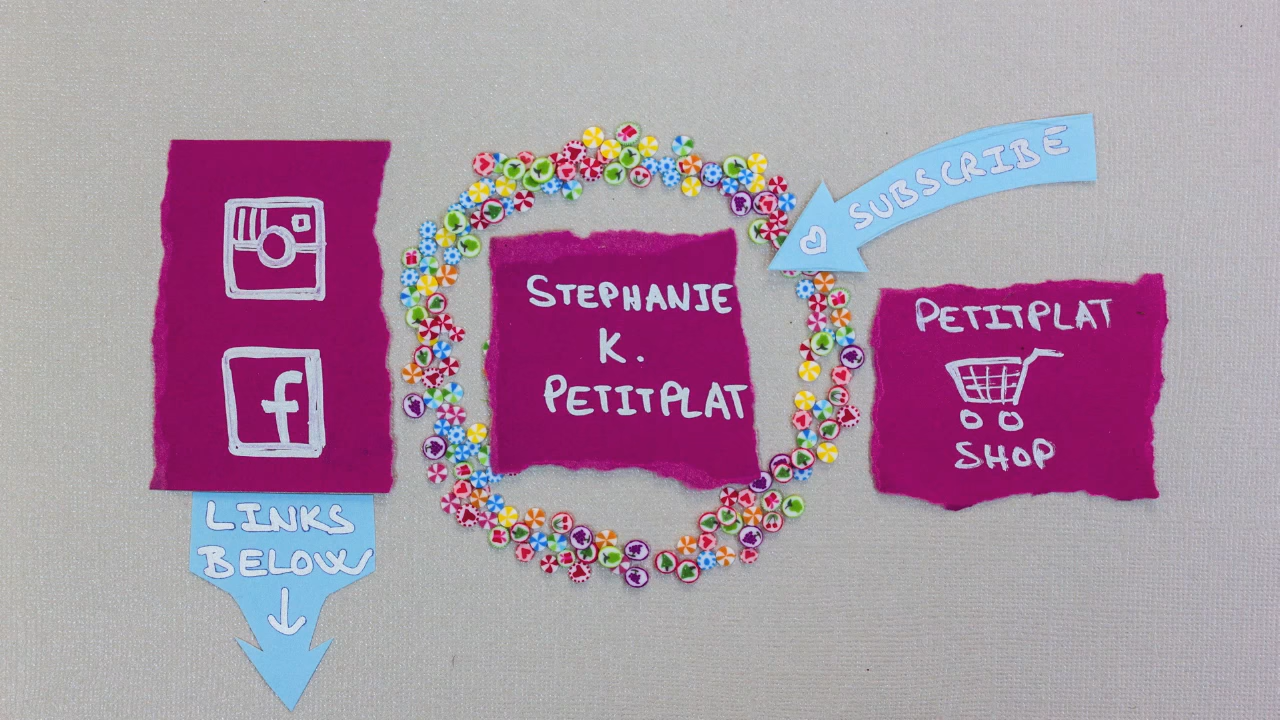 LINKS
BELOW
STEPHANIE
K.
PETITPLAT
SUBSCRIBE
PETITPLAT
SHOP